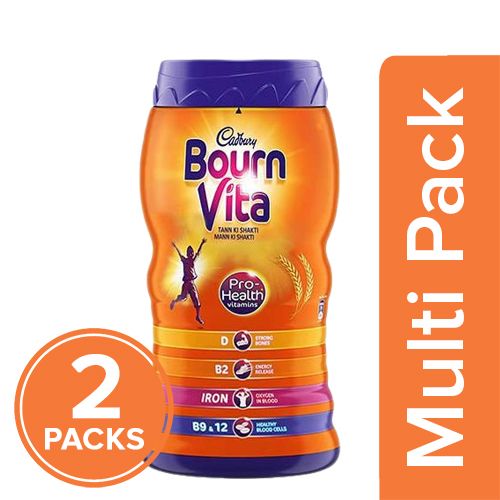 Cadbury
Bourn
Vita
TANN KI SHAKTI
MANN KI SHAKTI
Pro-
Health
vitamins
D STRONG BONES
B2 ENERGY RELEASE
IRON OXYGEN IN BLOOD
B9 & 12 HEALTHY BLOOD CELLS
2
PACKS
Multi Pack